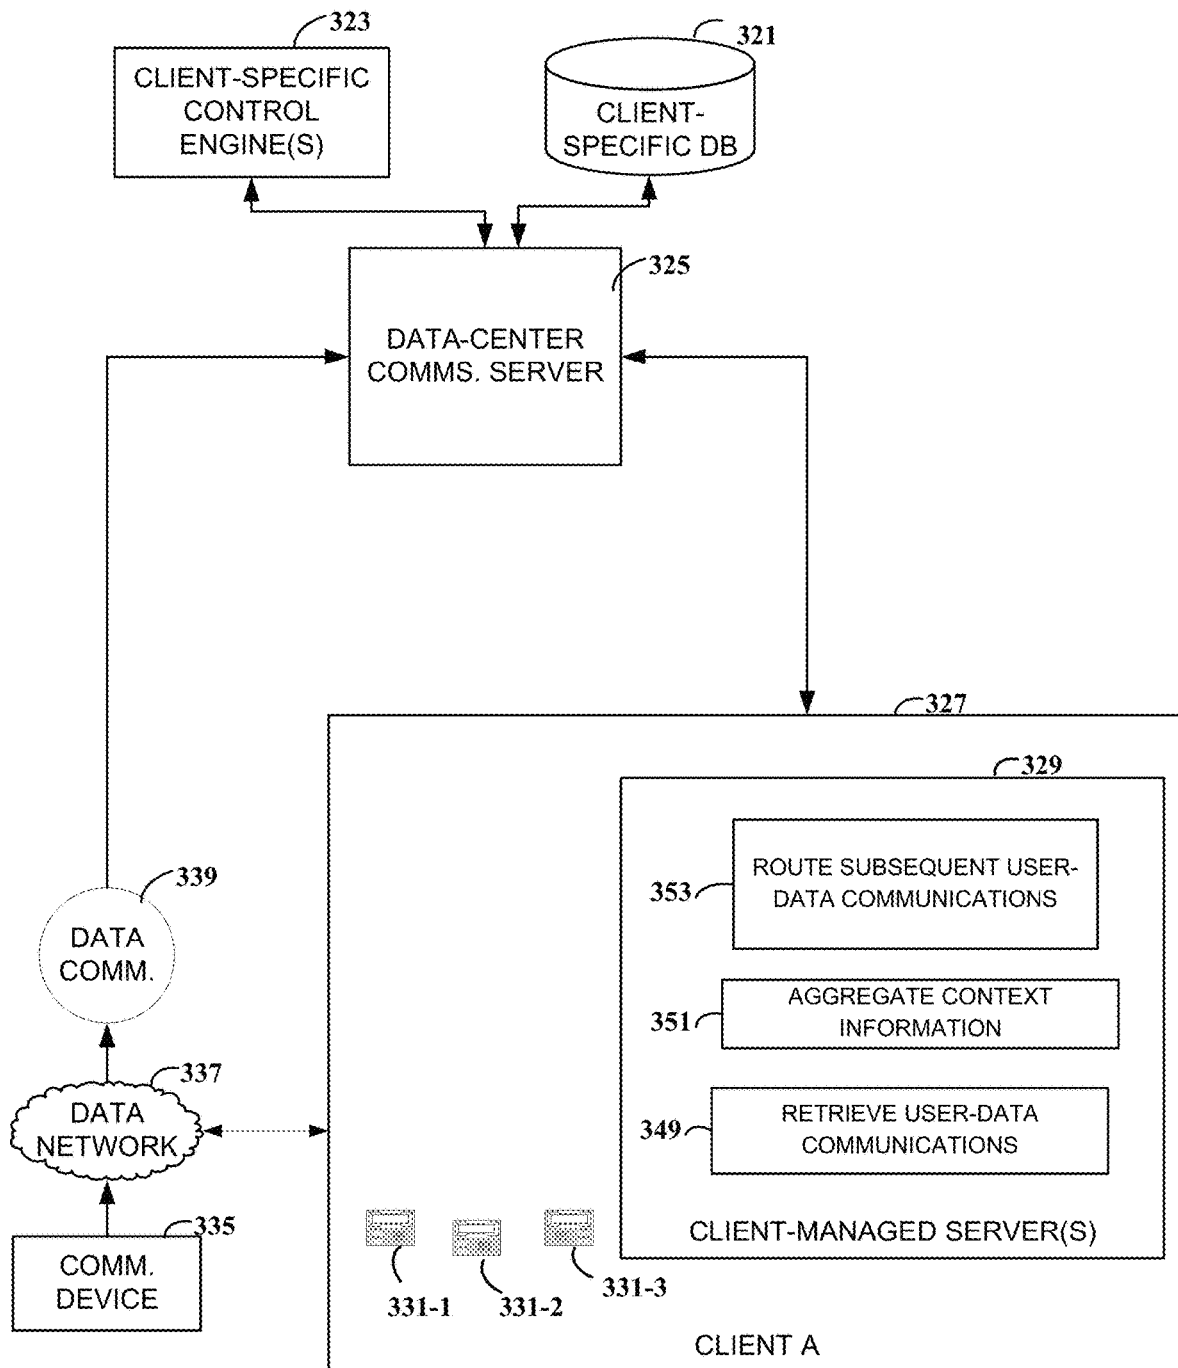 323
CLIENT-SPECIFIC
CONTROL
ENGINE(S)
321
CLIENT-
SPECIFIC DB
325
DATA-CENTER
COMMS. SERVER
327
329
353
ROUTE SUBSEQUENT USER-
DATA COMMUNICATIONS
339
DATA
COMM.
351
AGGREGATE CONTEXT
INFORMATION
337
DATA
NETWORK
349
RETRIEVE USER-DATA
COMMUNICATIONS
335
COMM.
DEVICE
CLIENT-MANAGED SERVER(S)
331-1
331-2
331-3
CLIENT A